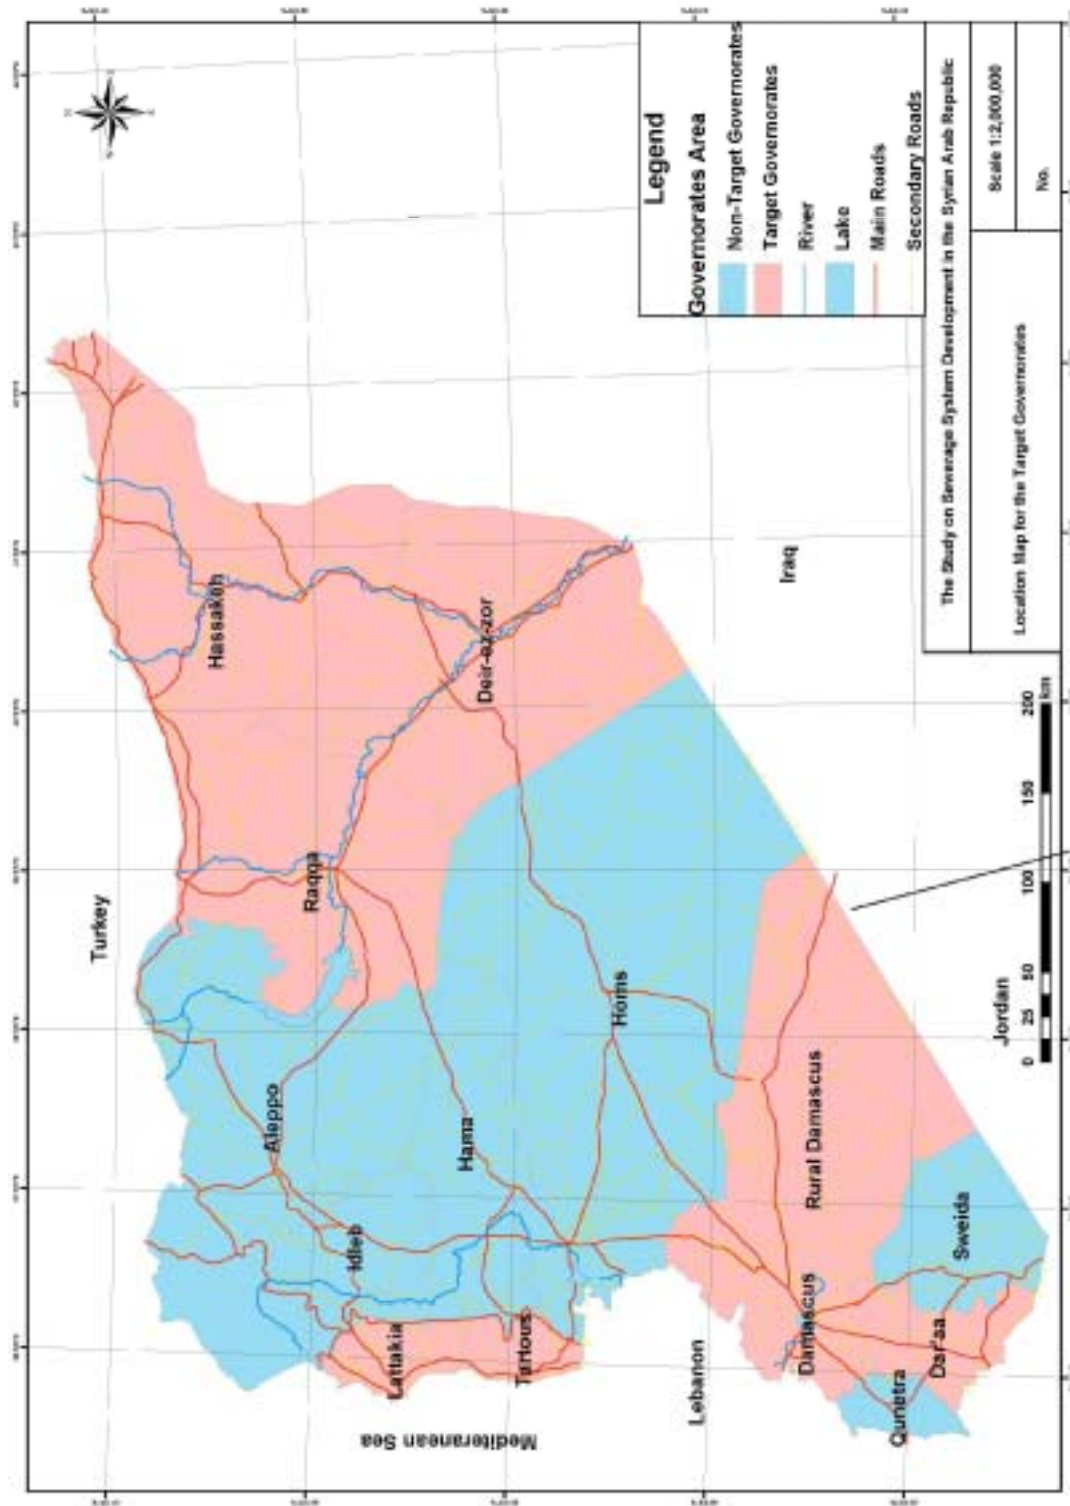 Turkey
Hassakeh
Aleppo
Raqqa
Idleb
Lattakia
Deir-ez-zor
Hama
Tartous
Homs
Mediteranean Sea
Lebanon
Iraq
Damascus
Rural Damascus
Qunetra
Dar'aa
Sweida
Jordan
0 25 50 100 150 200
km
Legend
Governorates Area
Non-Target Governorates
Target Governorates
River
Lake
Main Roads
Secondary Roads
The Study on Sewerage System Development in the Syrian Arab Republic
Location Map for the Target Governorates
Scale 1:2,000,000
No.